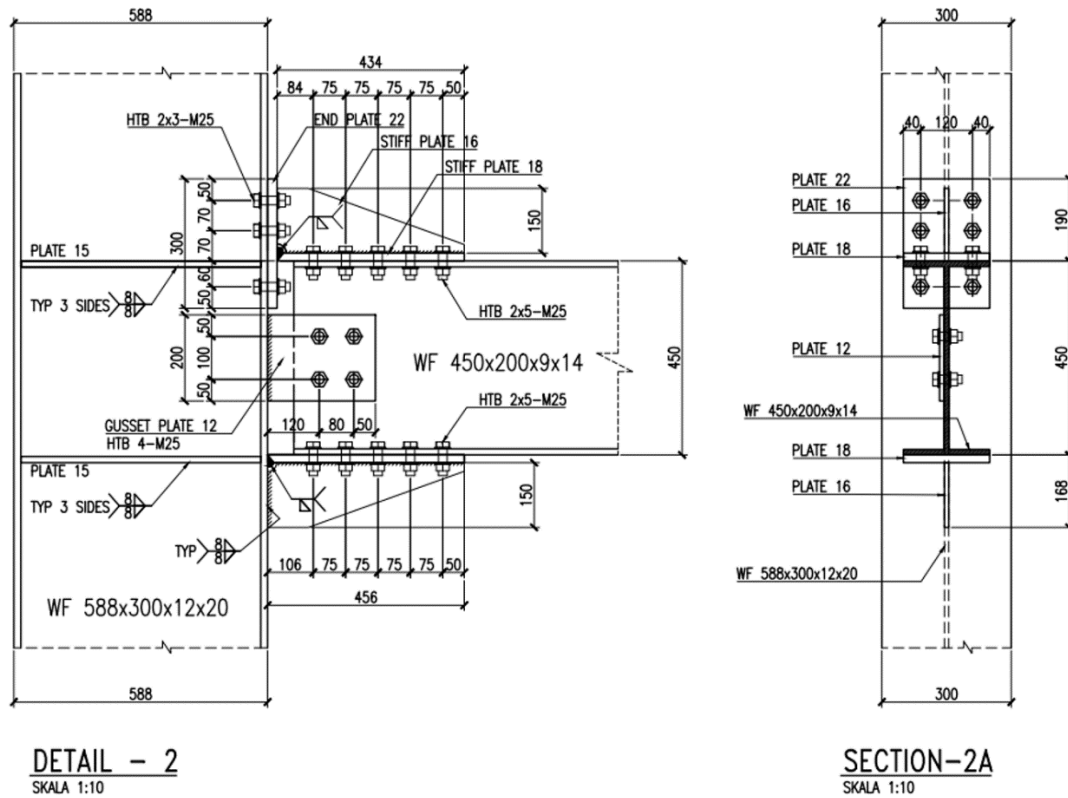 588
434
84 75 75 75 75 50
HTB 2x3-M25
END PLATE 22
STIFF PLATE 16
STIFF PLATE 18
50
70
70
60
50
300
150
PLATE 15
TYP 3 SIDES
8
8
50
100
50
200
HTB 2x5-M25
WF 450x200x9x14
450
HTB 2x5-M25
120 80 50
GUSSET PLATE 12
HTB 4-M25
PLATE 15
TYP 3 SIDES
8
8
150
TYP
8
8
106 75 75 75 75 50
456
WF 588x300x12x20
588
DETAIL - 2
SKALA 1:10
300
40 120 40
PLATE 22
PLATE 16
190
PLATE 18
PLATE 12
450
WF 450x200x9x14
PLATE 18
PLATE 16
168
WF 588x300x12x20
300
SECTION-2A
SKALA 1:10